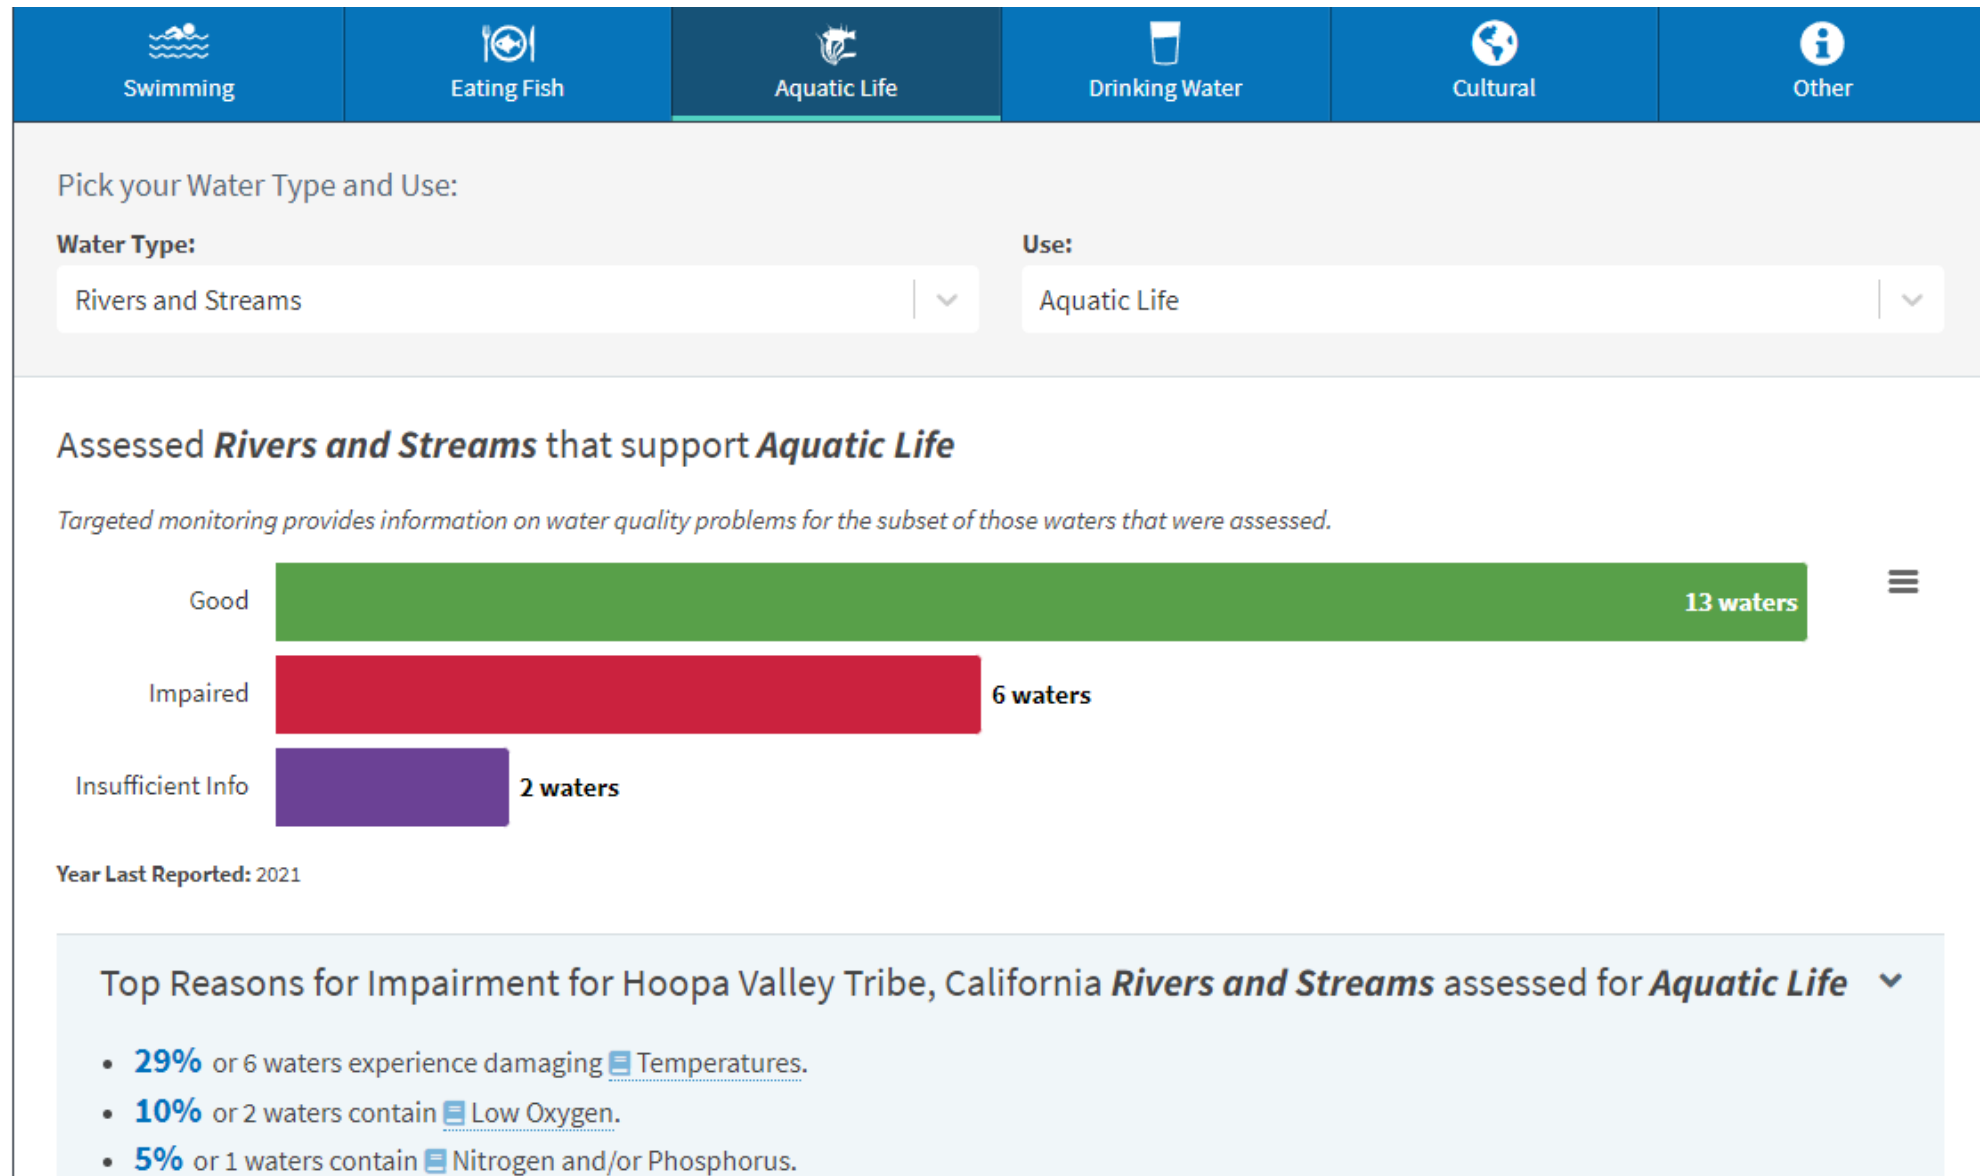 Swimming
Eating Fish
Aquatic Life
Drinking Water
Cultural
Other
Pick your Water Type and Use:
Water Type:
Use:
Rivers and Streams
Aquatic Life
Assessed Rivers and Streams that support Aquatic Life
Targeted monitoring provides information on water quality problems for the subset of those waters that were assessed.
Good
13 waters
Impaired
6 waters
Insufficient Info
2 waters
Year Last Reported: 2021
Top Reasons for Impairment for Hoopa Valley Tribe, California Rivers and Streams assessed for Aquatic Life
• 29% or 6 waters experience damaging Temperatures.
• 10% or 2 waters contain Low Oxygen.
• 5% or 1 waters contain Nitrogen and/or Phosphorus.